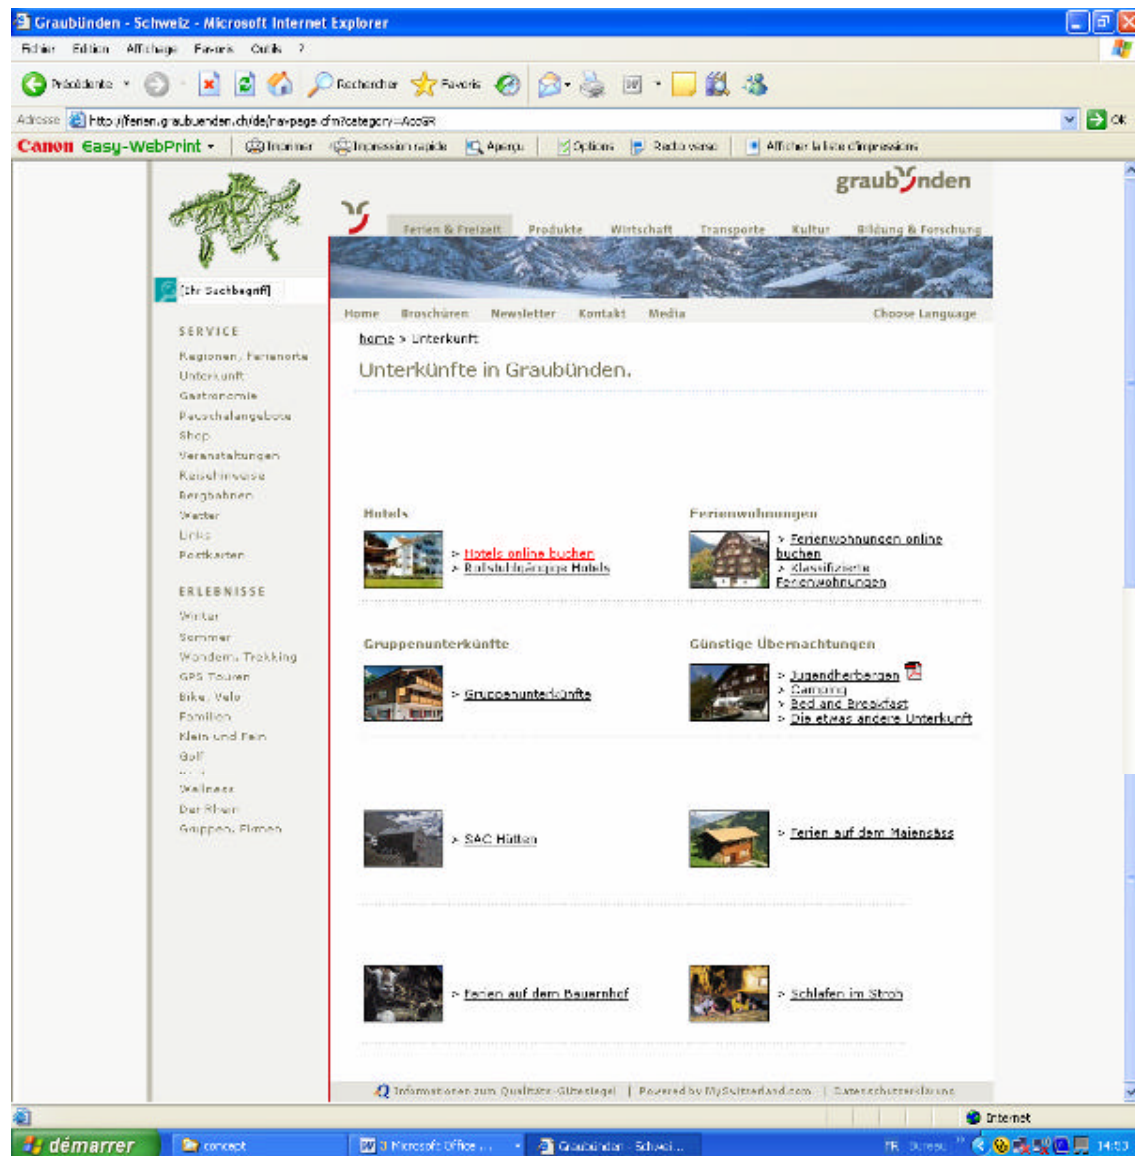 Graubünden - Schweiz - Microsoft Internet Explorer
Fichier Edition Affichage Favoris Outils ?
Précédente Rechercher Favoris
Adresse http://ferien.graubuenden.ch/de/navpage.cfm?category=AccGR OK
Canon Easy-WebPrint Imprimer Impression rapide Aperçu Options Recto verso Afficher la liste d'impressions
graubünden
Ferien & Freizeit Produkte Wirtschaft Transporte Kultur Bildung & Forschung
[Ihr Suchbegriff]
Home Broschüren Newsletter Kontakt Media Choose Language
home > Unterkunft
Unterkünfte in Graubünden.
SERVICE
Regionen, Ferienorte
Unterkunft
Gastronomie
Pauschalangebote
Shop
Veranstaltungen
Reisehinweise
Bergbahnen
Wetter
Links
Postkarten
ERLEBNISSE
Winter
Sommer
Wandern, Trekking
GPS Touren
Bike, Velo
Familien
Klein und Fein
Golf
Wellness
Der Rhein
Gruppen, Firmen
Hotels
> Hotels online buchen
> Rollstuhlgängige Hotels
Ferienwohnungen
> Ferienwohnungen online
buchen
> Klassifizierte
Ferienwohnungen
Gruppenunterkünfte
> Gruppenunterkünfte
Günstige Übernachtungen
> Jugendherbergen
> Camping
> Bed and Breakfast
> Die etwas andere Unterkunft
> SAC Hütten
> Ferien auf dem Maiensäss
> Ferien auf dem Bauernhof
> Schlafen im Stroh
Informationen zum Qualitäts-Gütesiegel | Powered by MySwitzerland.com | Datenschutzerklärung
Internet
démarrer concept 3 Microsoft Office ... Graubünden - Schwei... FR Bureau 14:53